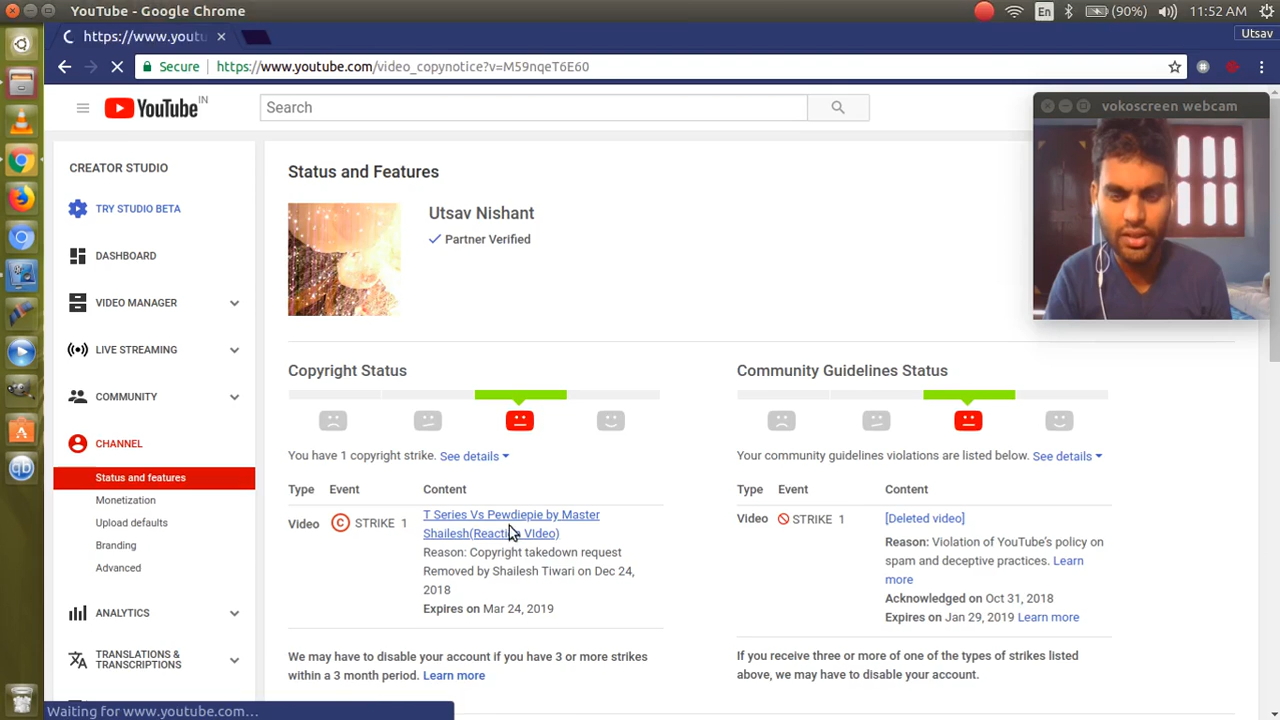 YouTube - Google Chrome
En
(90%)
11:52 AM
https://www.yout
Utsav
Secure
https://www.youtube.com/video_copynotice?v=M59nqeT6E60
YouTube IN
Search
vokoscreen webcam
CREATOR STUDIO
TRY STUDIO BETA
DASHBOARD
VIDEO MANAGER
LIVE STREAMING
COMMUNITY
CHANNEL
Status and features
Monetization
Upload defaults
Branding
Advanced
ANALYTICS
TRANSLATIONS &
TRANSCRIPTIONS
Status and Features
Utsav Nishant
Partner Verified
Copyright Status
You have 1 copyright strike. See details
Type Event Content
Video © STRIKE 1
T Series Vs Pewdiepie by Master
Shailesh(Reaction VIdeo)
Reason: Copyright takedown request
Removed by Shailesh Tiwari on Dec 24,
2018
Expires on Mar 24, 2019
We may have to disable your account if you have 3 or more strikes
within a 3 month period. Learn more
Community Guidelines Status
Your community guidelines violations are listed below. See details
Type Event Content
Video STRIKE 1 [Deleted video]
Reason: Violation of YouTube's policy on
spam and deceptive practices. Learn
more
Acknowledged on Oct 31, 2018
Expires on Jan 29, 2019 Learn more
If you receive three or more of one of the types of strikes listed
above, we may have to disable your account.
Waiting for www.youtube.com...
qb